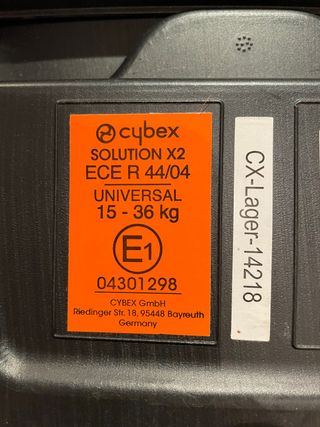 cybex
SOLUTION X2
ECE R 44/04
UNIVERSAL
15 - 36 kg
E1
04301298
CYBEX GmbH
Riedinger Str. 18, 95448 Bayreuth
Germany
CX-Lager-14218